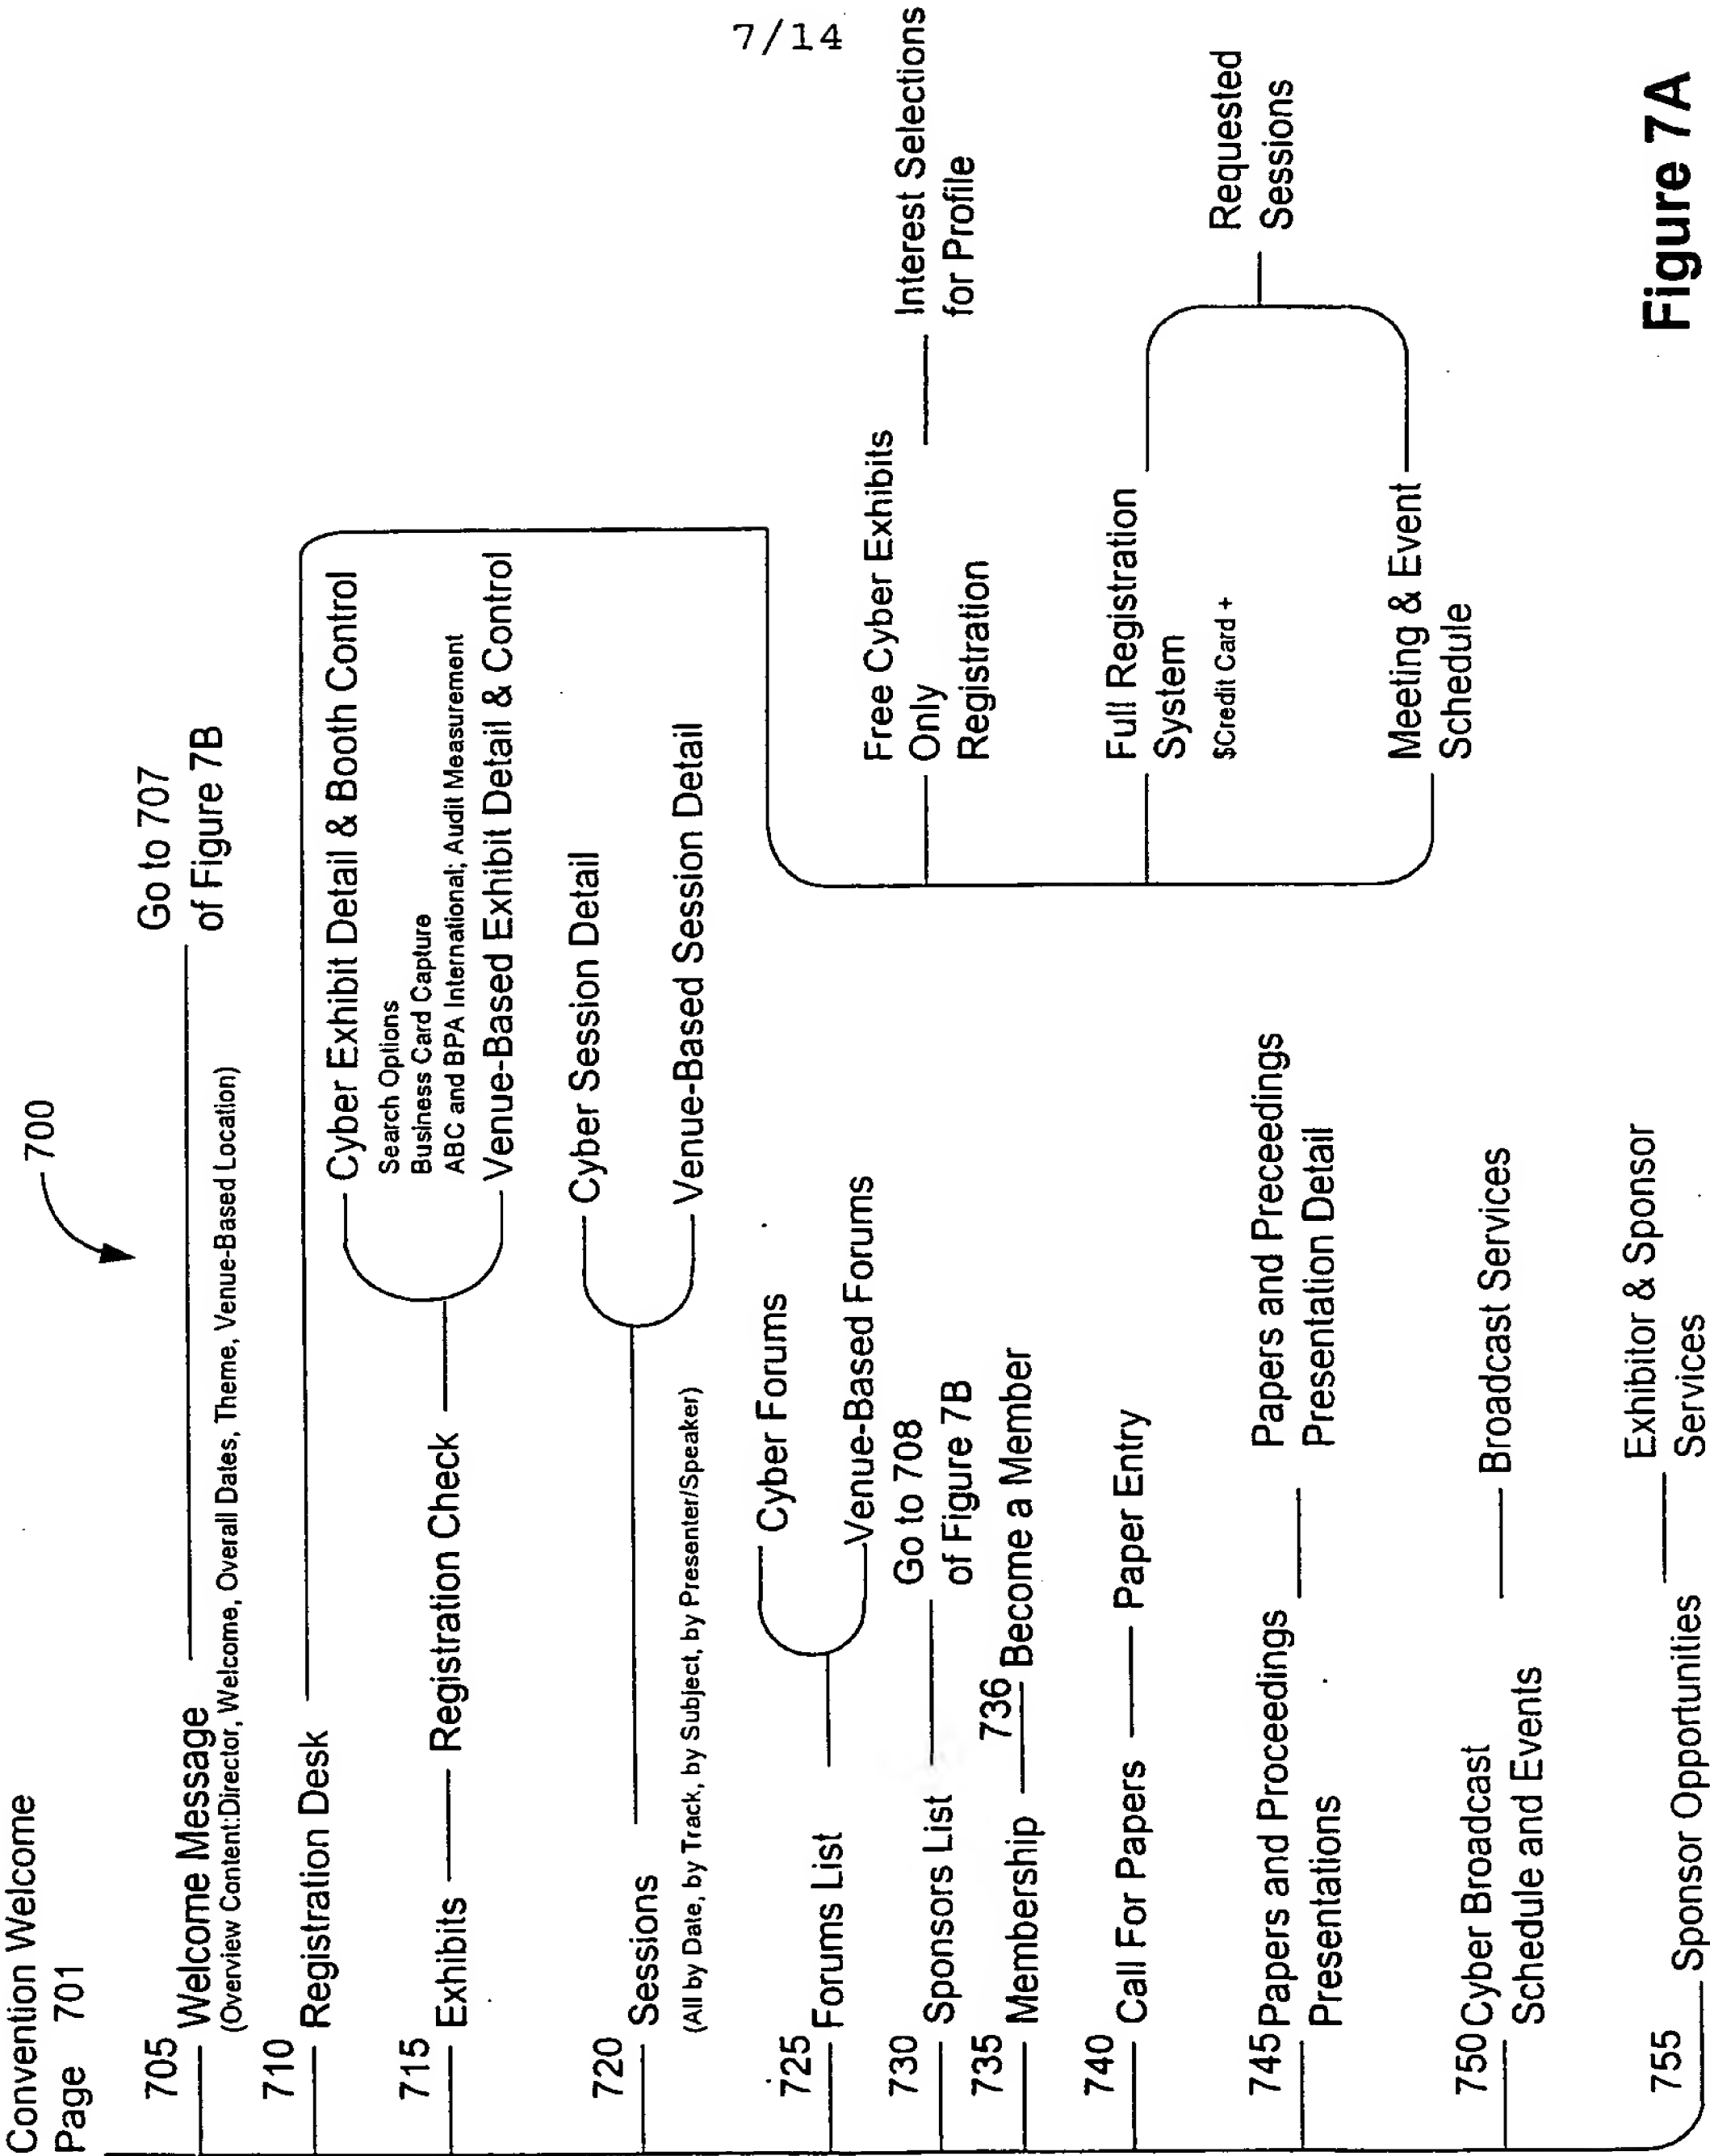 7/14
Convention Welcome
Page 701
700
705 Welcome Message
(Overview Content:Director, Welcome, Overall Dates, Theme, Venue-Based Location)
Go to 707
of Figure 7B
710 Registration Desk
715 Exhibits
Registration Check
Cyber Exhibit Detail & Booth Control
Search Options
Business Card Capture
ABC and BPA International; Audit Measurement
Venue-Based Exhibit Detail & Control
720 Sessions
(All by Date, by Track, by Subject, by Presenter/Speaker)
Cyber Session Detail
Venue-Based Session Detail
725 Forums List
Cyber Forums
Venue-Based Forums
730 Sponsors List
Go to 708
of Figure 7B
735 Membership
736 Become a Member
740 Call For Papers
Paper Entry
745 Papers and Proceedings
Presentations
Papers and Preceedings
Presentation Detail
750 Cyber Broadcast
Schedule and Events
Broadcast Services
755 Sponsor Opportunities
Exhibitor & Sponsor
Services
Free Cyber Exhibits
Only
Registration
Interest Selections
for Profile
Full Registration
System
$Credit Card +
Meeting & Event
Schedule
Requested
Sessions
Figure 7A